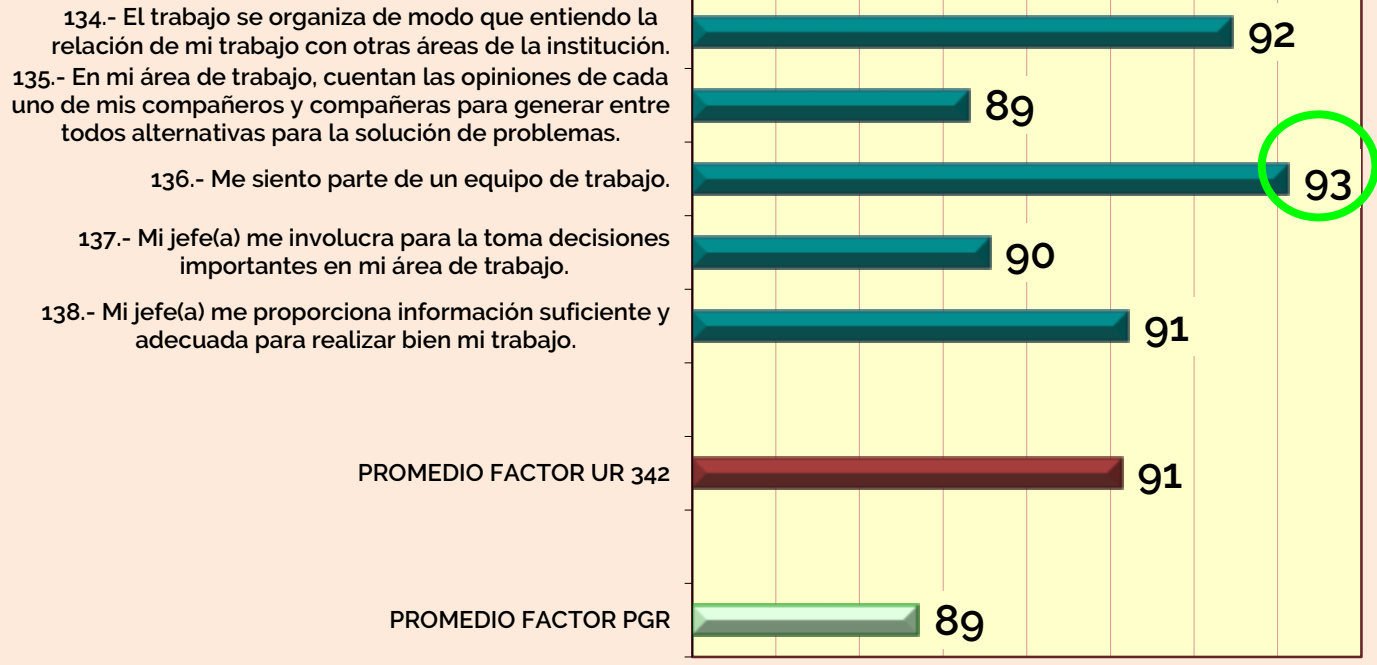 134.- El trabajo se organiza de modo que entiendo la
relación de mi trabajo con otras áreas de la institución.
92
135.- En mi área de trabajo, cuentan las opiniones de cada
uno de mis compañeros y compañeras para generar entre
todos alternativas para la solución de problemas.
89
136.- Me siento parte de un equipo de trabajo.
93
137.- Mi jefe(a) me involucra para la toma decisiones
importantes en mi área de trabajo.
90
138.- Mi jefe(a) me proporciona información suficiente y
adecuada para realizar bien mi trabajo.
91
PROMEDIO FACTOR UR 342
91
PROMEDIO FACTOR PGR
89